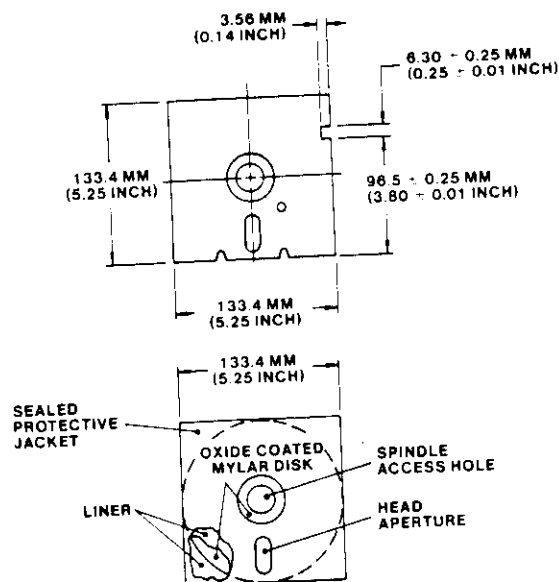 3.56 MM
(0.14 INCH)
6.30 ± 0.25 MM
(0.25 ± 0.01 INCH)
133.4 MM
(5.25 INCH)
96.5 ± 0.25 MM
(3.80 ± 0.01 INCH)
133.4 MM
(5.25 INCH)
133.4 MM
(5.25 INCH)
SEALED
PROTECTIVE
JACKET
OXIDE COATED
MYLAR DISK
SPINDLE
ACCESS HOLE
LINER
HEAD
APERTURE